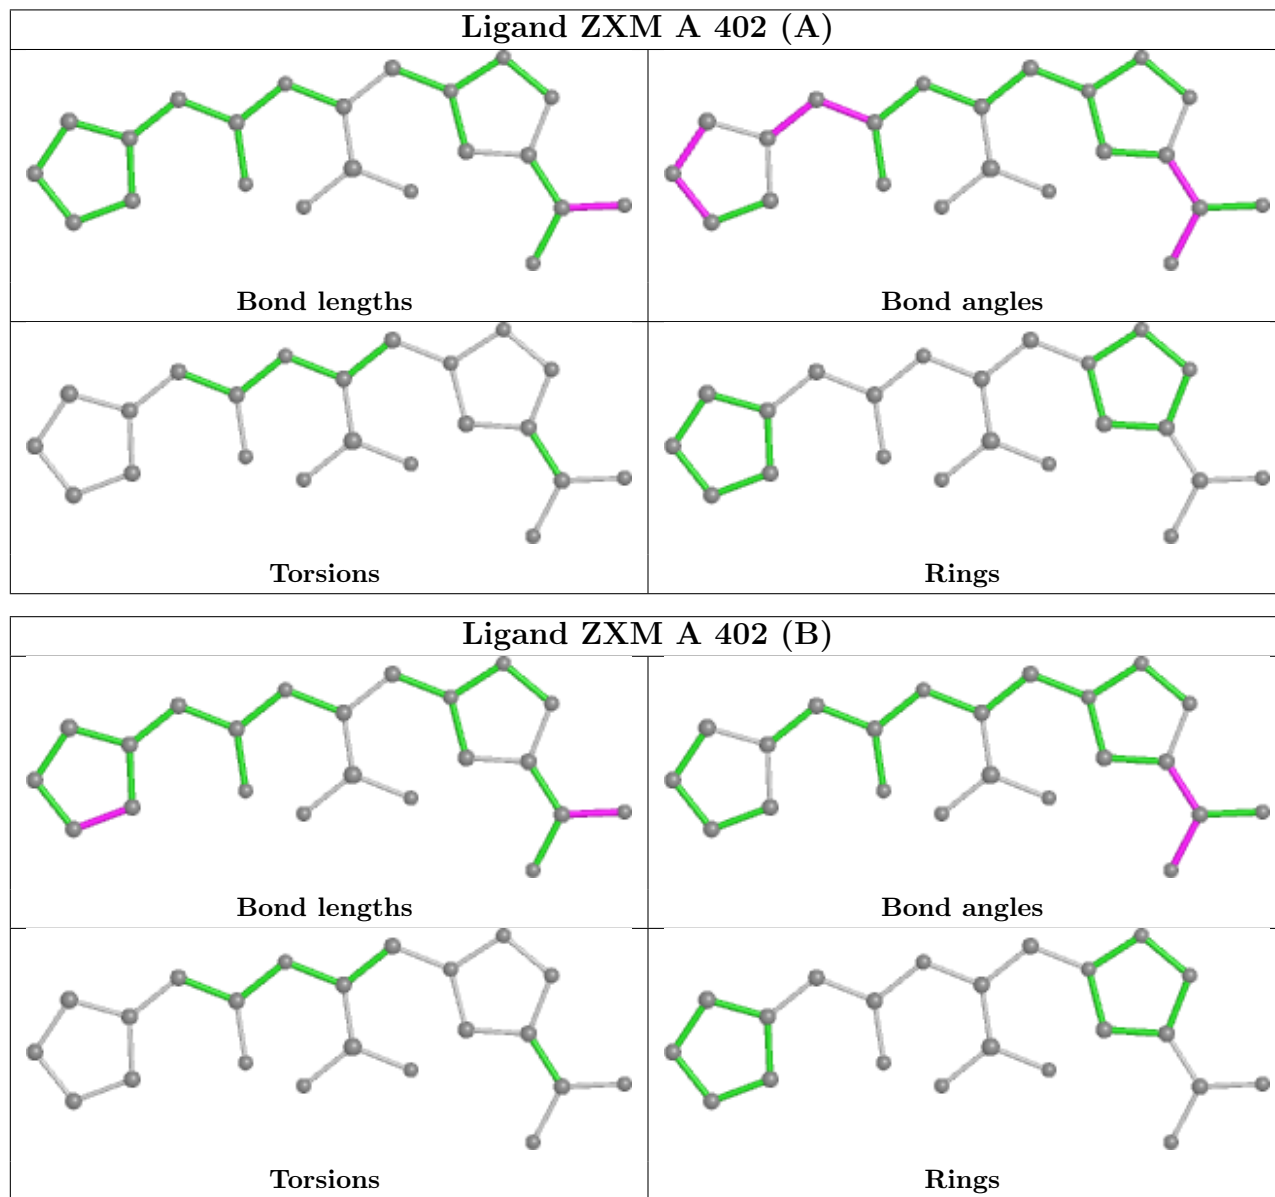 Ligand ZXM A 402 (A)
Bond lengths
Bond angles
Torsions
Rings
Ligand ZXM A 402 (B)
Bond lengths
Bond angles
Torsions
Rings